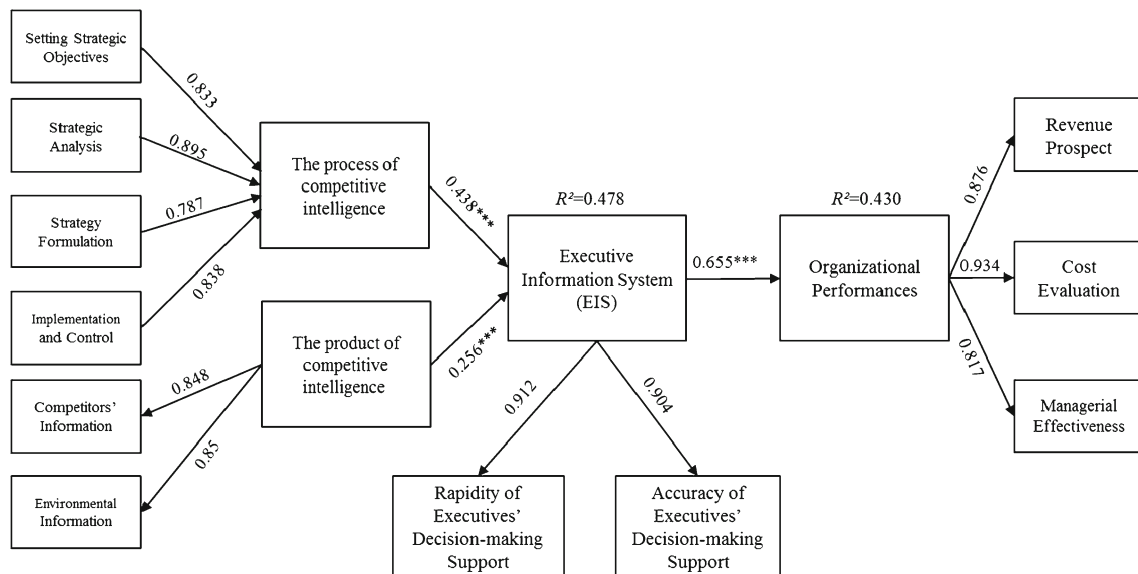 Setting Strategic
Objectives
0.833
Strategic
Analysis
0.895
Strategy
Formulation
0.787
Implementation
and Control
0.838
The process of
competitive
intelligence
0.438***
The product of
competitive
intelligence
0.256***
Competitors'
Information
0.848
Environmental
Information
0.85
R²=0.478
Executive
Information System
(EIS)
0.655***
0.912
0.904
Rapidity of
Executives'
Decision-making
Support
Accuracy of
Executives'
Decision-making
Support
R²=0.430
Organizational
Performances
0.876
0.934
0.817
Revenue
Prospect
Cost
Evaluation
Managerial
Effectiveness